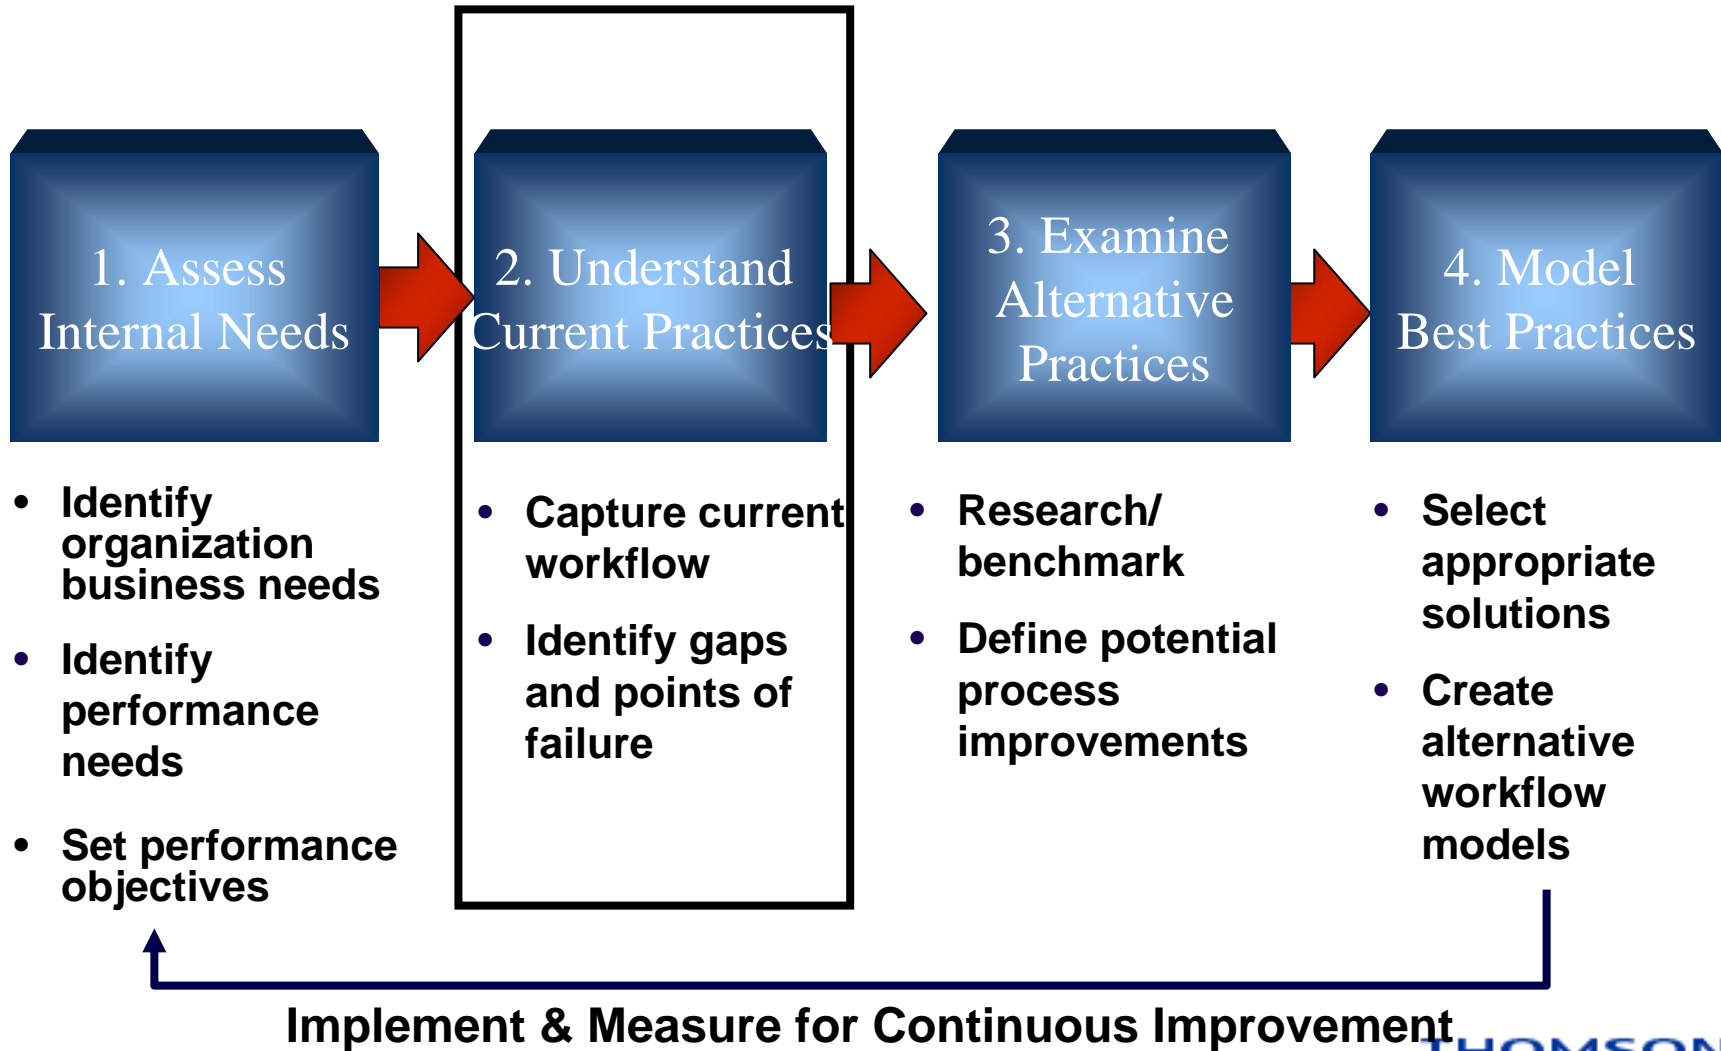 1. Assess
Internal Needs
2. Understand
Current Practices
3. Examine
Alternative
Practices
4. Model
Best Practices
• Identify
organization
business needs
• Identify
performance
needs
• Set performance
objectives
• Capture current
workflow
• Identify gaps
and points of
failure
• Research/
benchmark
• Define potential
process
improvements
• Select
appropriate
solutions
• Create
alternative
workflow
models
Implement & Measure for Continuous Improvement
THOMSON